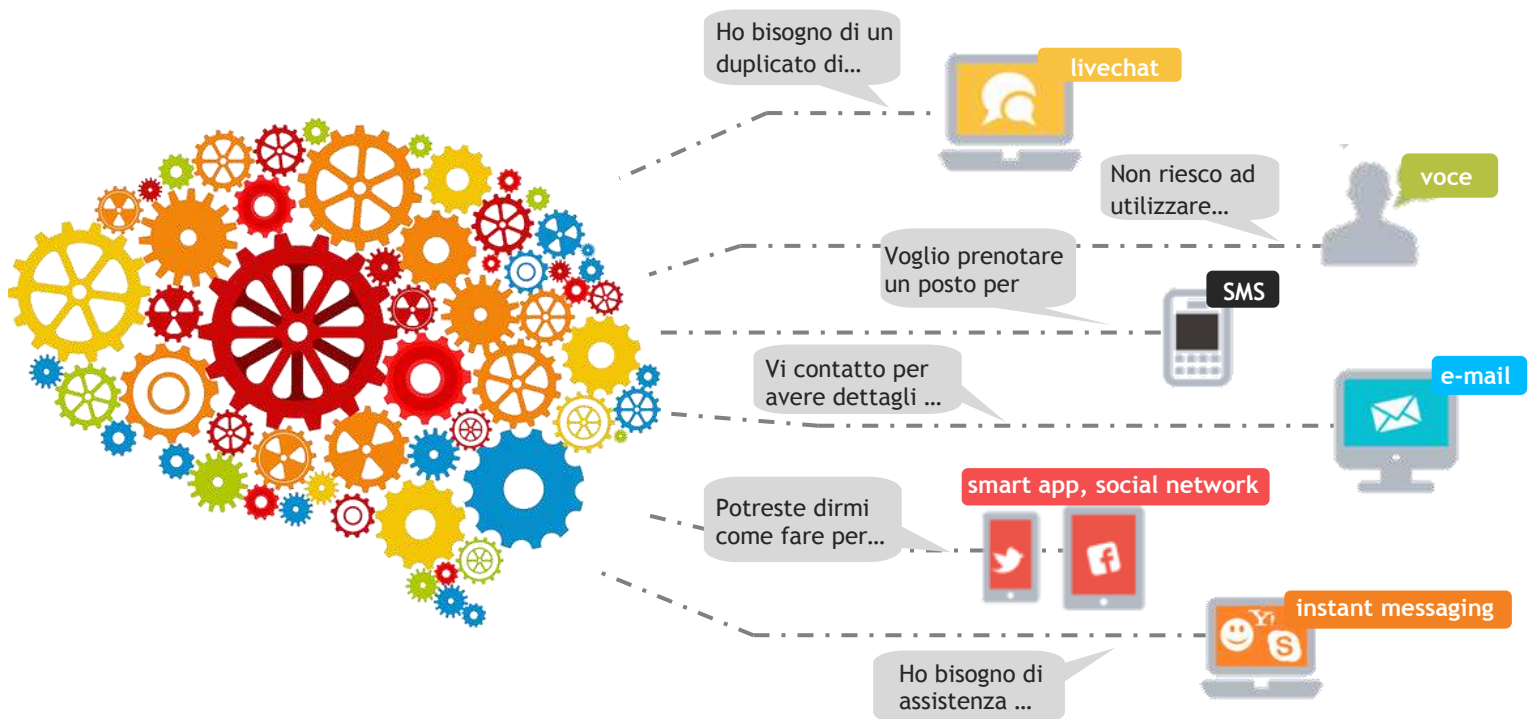 Ho bisogno di un
duplicato di…
livechat
Non riesco ad
utilizzare…
voce
Voglio prenotare
un posto per
SMS
Vi contatto per
avere dettagli …
e-mail
smart app, social network
Potreste dirmi
come fare per…
f
instant messaging
Y!
S
Ho bisogno di
assistenza …